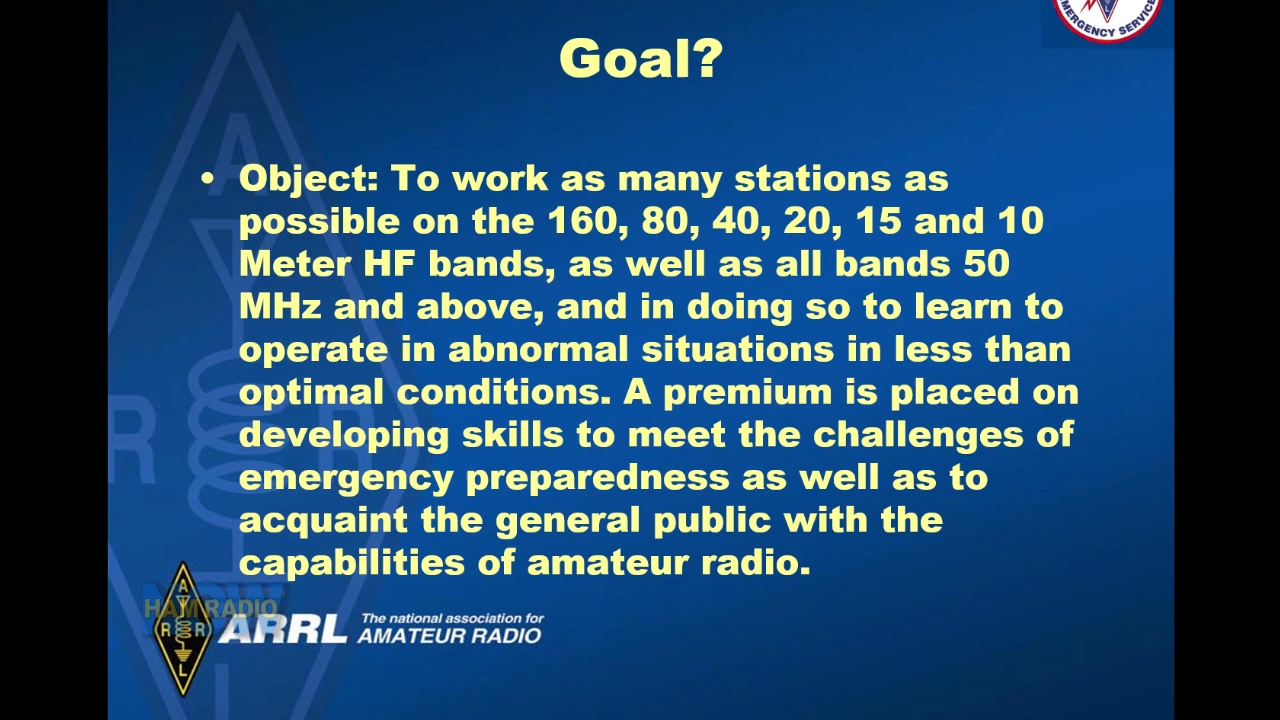 EMERGENCY SERVICE
Goal?
• Object: To work as many stations as
possible on the 160, 80, 40, 20, 15 and 10
Meter HF bands, as well as all bands 50
MHz and above, and in doing so to learn to
operate in abnormal situations in less than
optimal conditions. A premium is placed on
developing skills to meet the challenges of
emergency preparedness as well as to
acquaint the general public with the
capabilities of amateur radio.
HAM RADIO
A
R R
L
ARRL
The national association for
AMATEUR RADIO